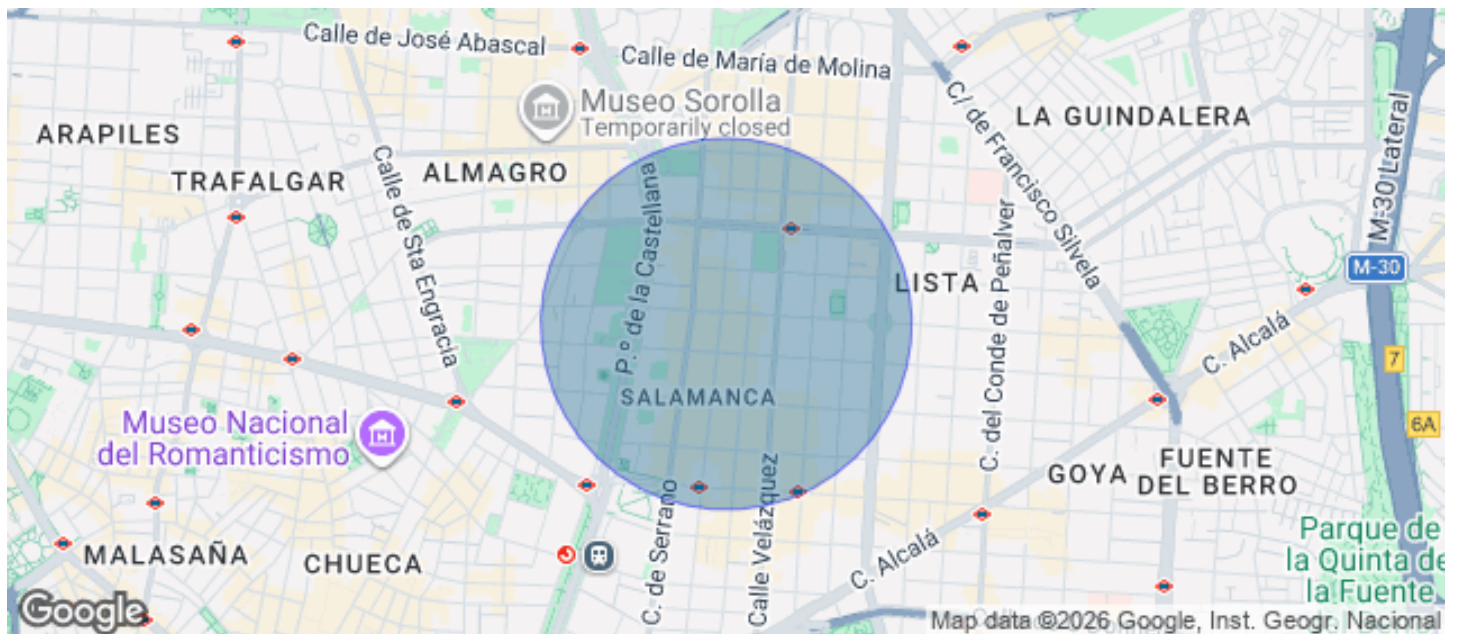 Calle de José Abascal
Calle de María de Molina
Museo Sorolla
Temporarily closed
C/ de Francisco Silvela
LA GUINDALERA
M-30 Lateral
ARAPILES
TRAFALGAR
Calle de Sta Engracia
ALMAGRO
P.º de la Castellana
LISTA
C. del Conde de Peñalver
M-30
C. Alcalá
7
SALAMANCA
6A
Museo Nacional
del Romanticismo
GOYA
FUENTE
DEL BERRO
C. de Serrano
Calle Velázquez
C. Alcalá
MALASAÑA
CHUECA
Parque de
la Quinta de
la Fuente
Google
Map data ©2026 Google, Inst. Geogr. Nacional